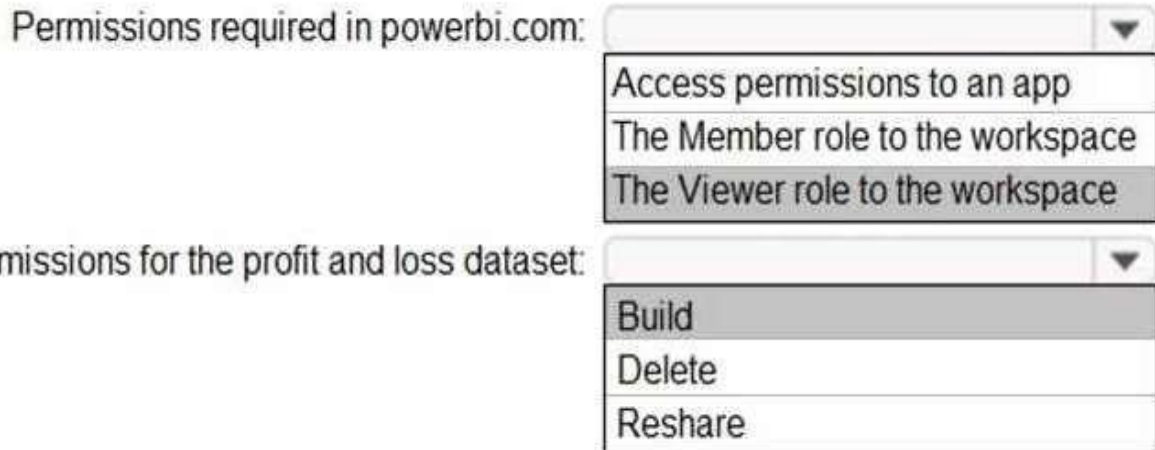 Permissions required in powerbi.com:
Access permissions to an app
The Member role to the workspace
The Viewer role to the workspace
missions for the profit and loss dataset:
Build
Delete
Reshare